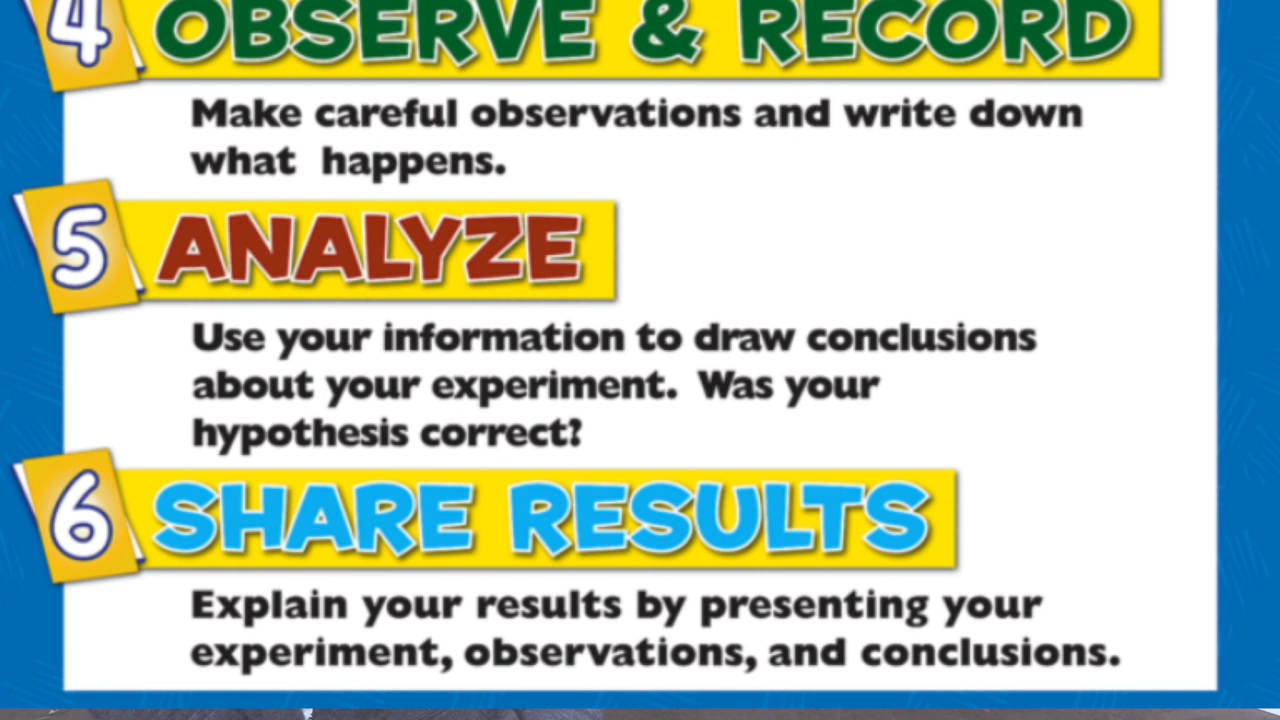 4 OBSERVE & RECORD
Make careful observations and write down
what happens.
5 ANALYZE
Use your information to draw conclusions
about your experiment. Was your
hypothesis correct?
6 SHARE RESULTS
Explain your results by presenting your
experiment, observations, and conclusions.